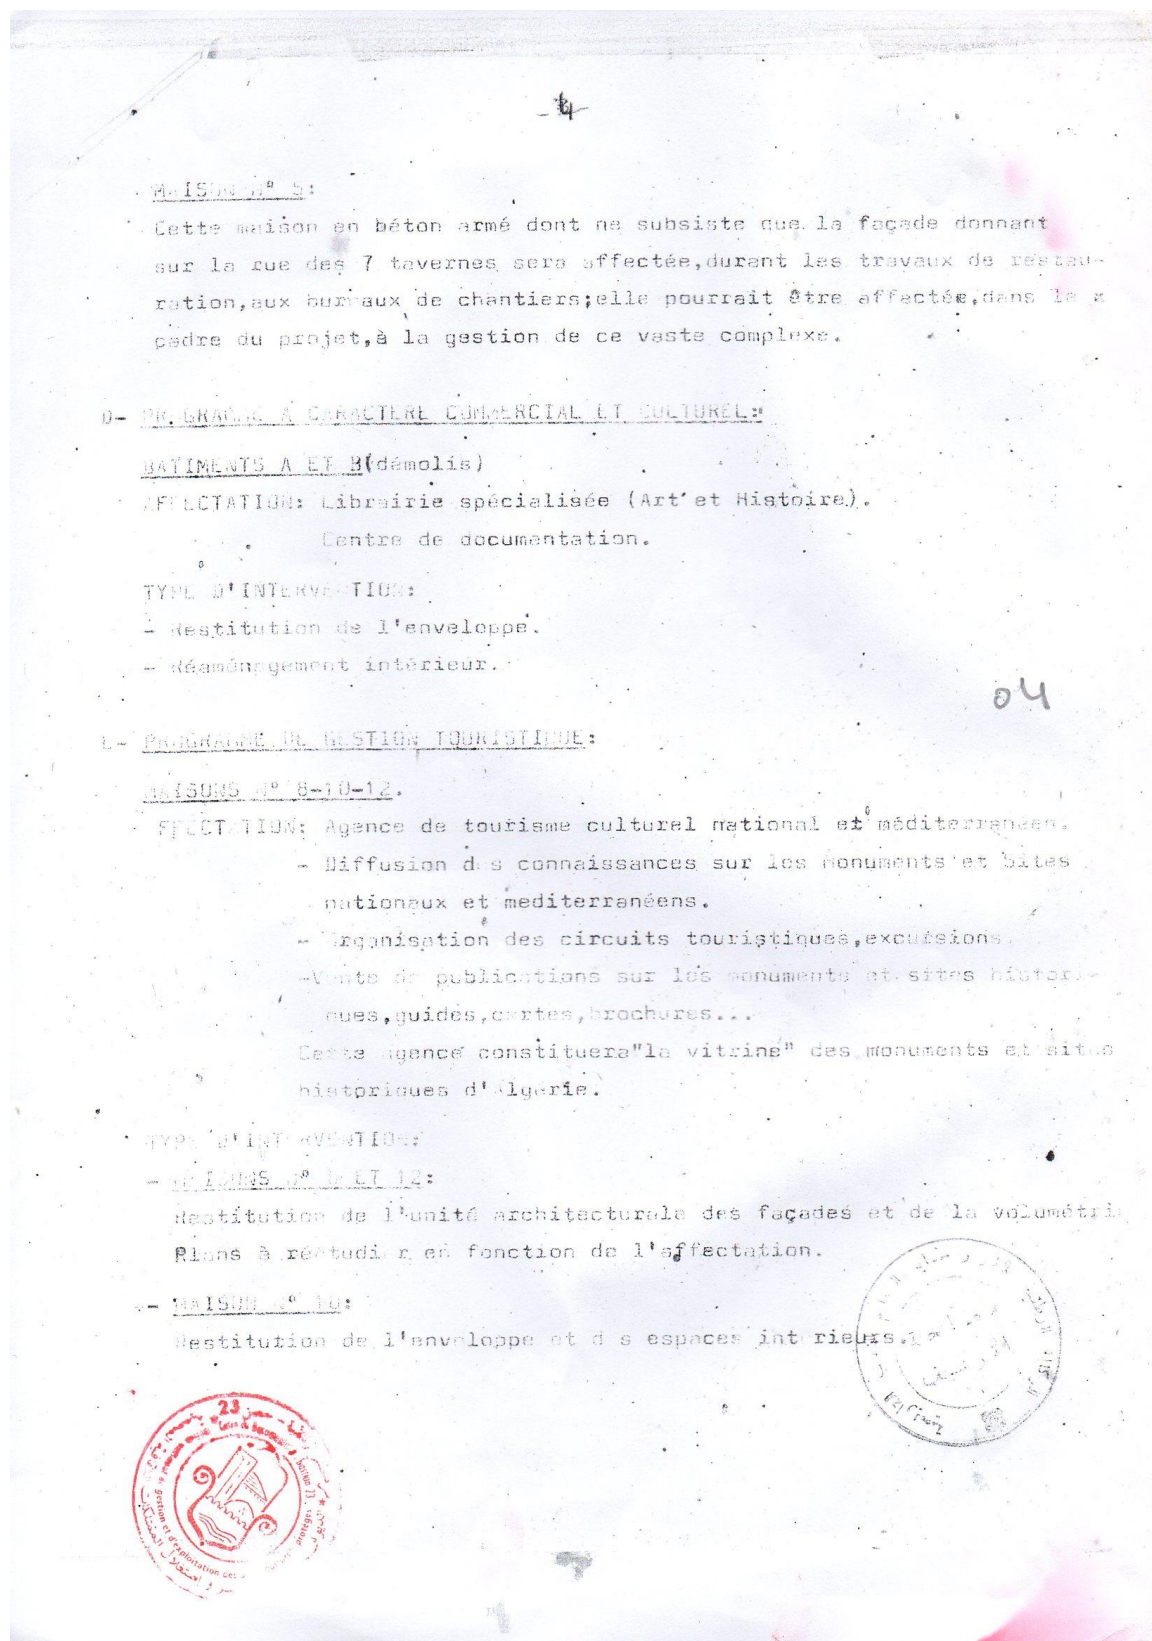 - 4
MAISON N° 5:
Cette maison en béton armé dont ne subsiste que la façade donnant
sur la rue des 7 tavernes sera affectée,durant les travaux de restau-
ration,aux bureaux de chantiers;elle pourrait être affectée,dans le x
cadre du projet,à la gestion de ce vaste complexe.
D- PROGRAMME A CARACTERE COMMERCIAL ET CULTUREL:
BATIMENTS A ET B(démolis)
AFFECTATION: Librairie spécialisée (Art et Histoire).
Centre de documentation.
TYPE D'INTERVENTION:
- Restitution de l'enveloppe.
- Réaménagement intérieur.
04
E- PROGRAMME DE GESTION TOURISTIQUE:
MAISONS N° 8-10-12.
AFFECTATION: Agence de tourisme culturel national et méditerranéen.
- Diffusion des connaissances sur les Monuments et Sites
nationaux et mediterranéens.
- Organisation des circuits touristiques,excursions.
-Vente de publications sur les monuments et sites histori-
ques,guides,cartes,brochures...
Cette agence constituera"la vitrine" des monuments et sites
historiques d'Algérie.
TYPE D'INTERVENTION:
- MAISONS N° 8 ET 12:
Restitution de l'unité architecturale des façades et de la volumétri
Plans à réétudier en fonction de l'affectation.
- MAISON N° 10:
Restitution de l'enveloppe et des espaces intérieurs.
23
gestion et d'exploitation des